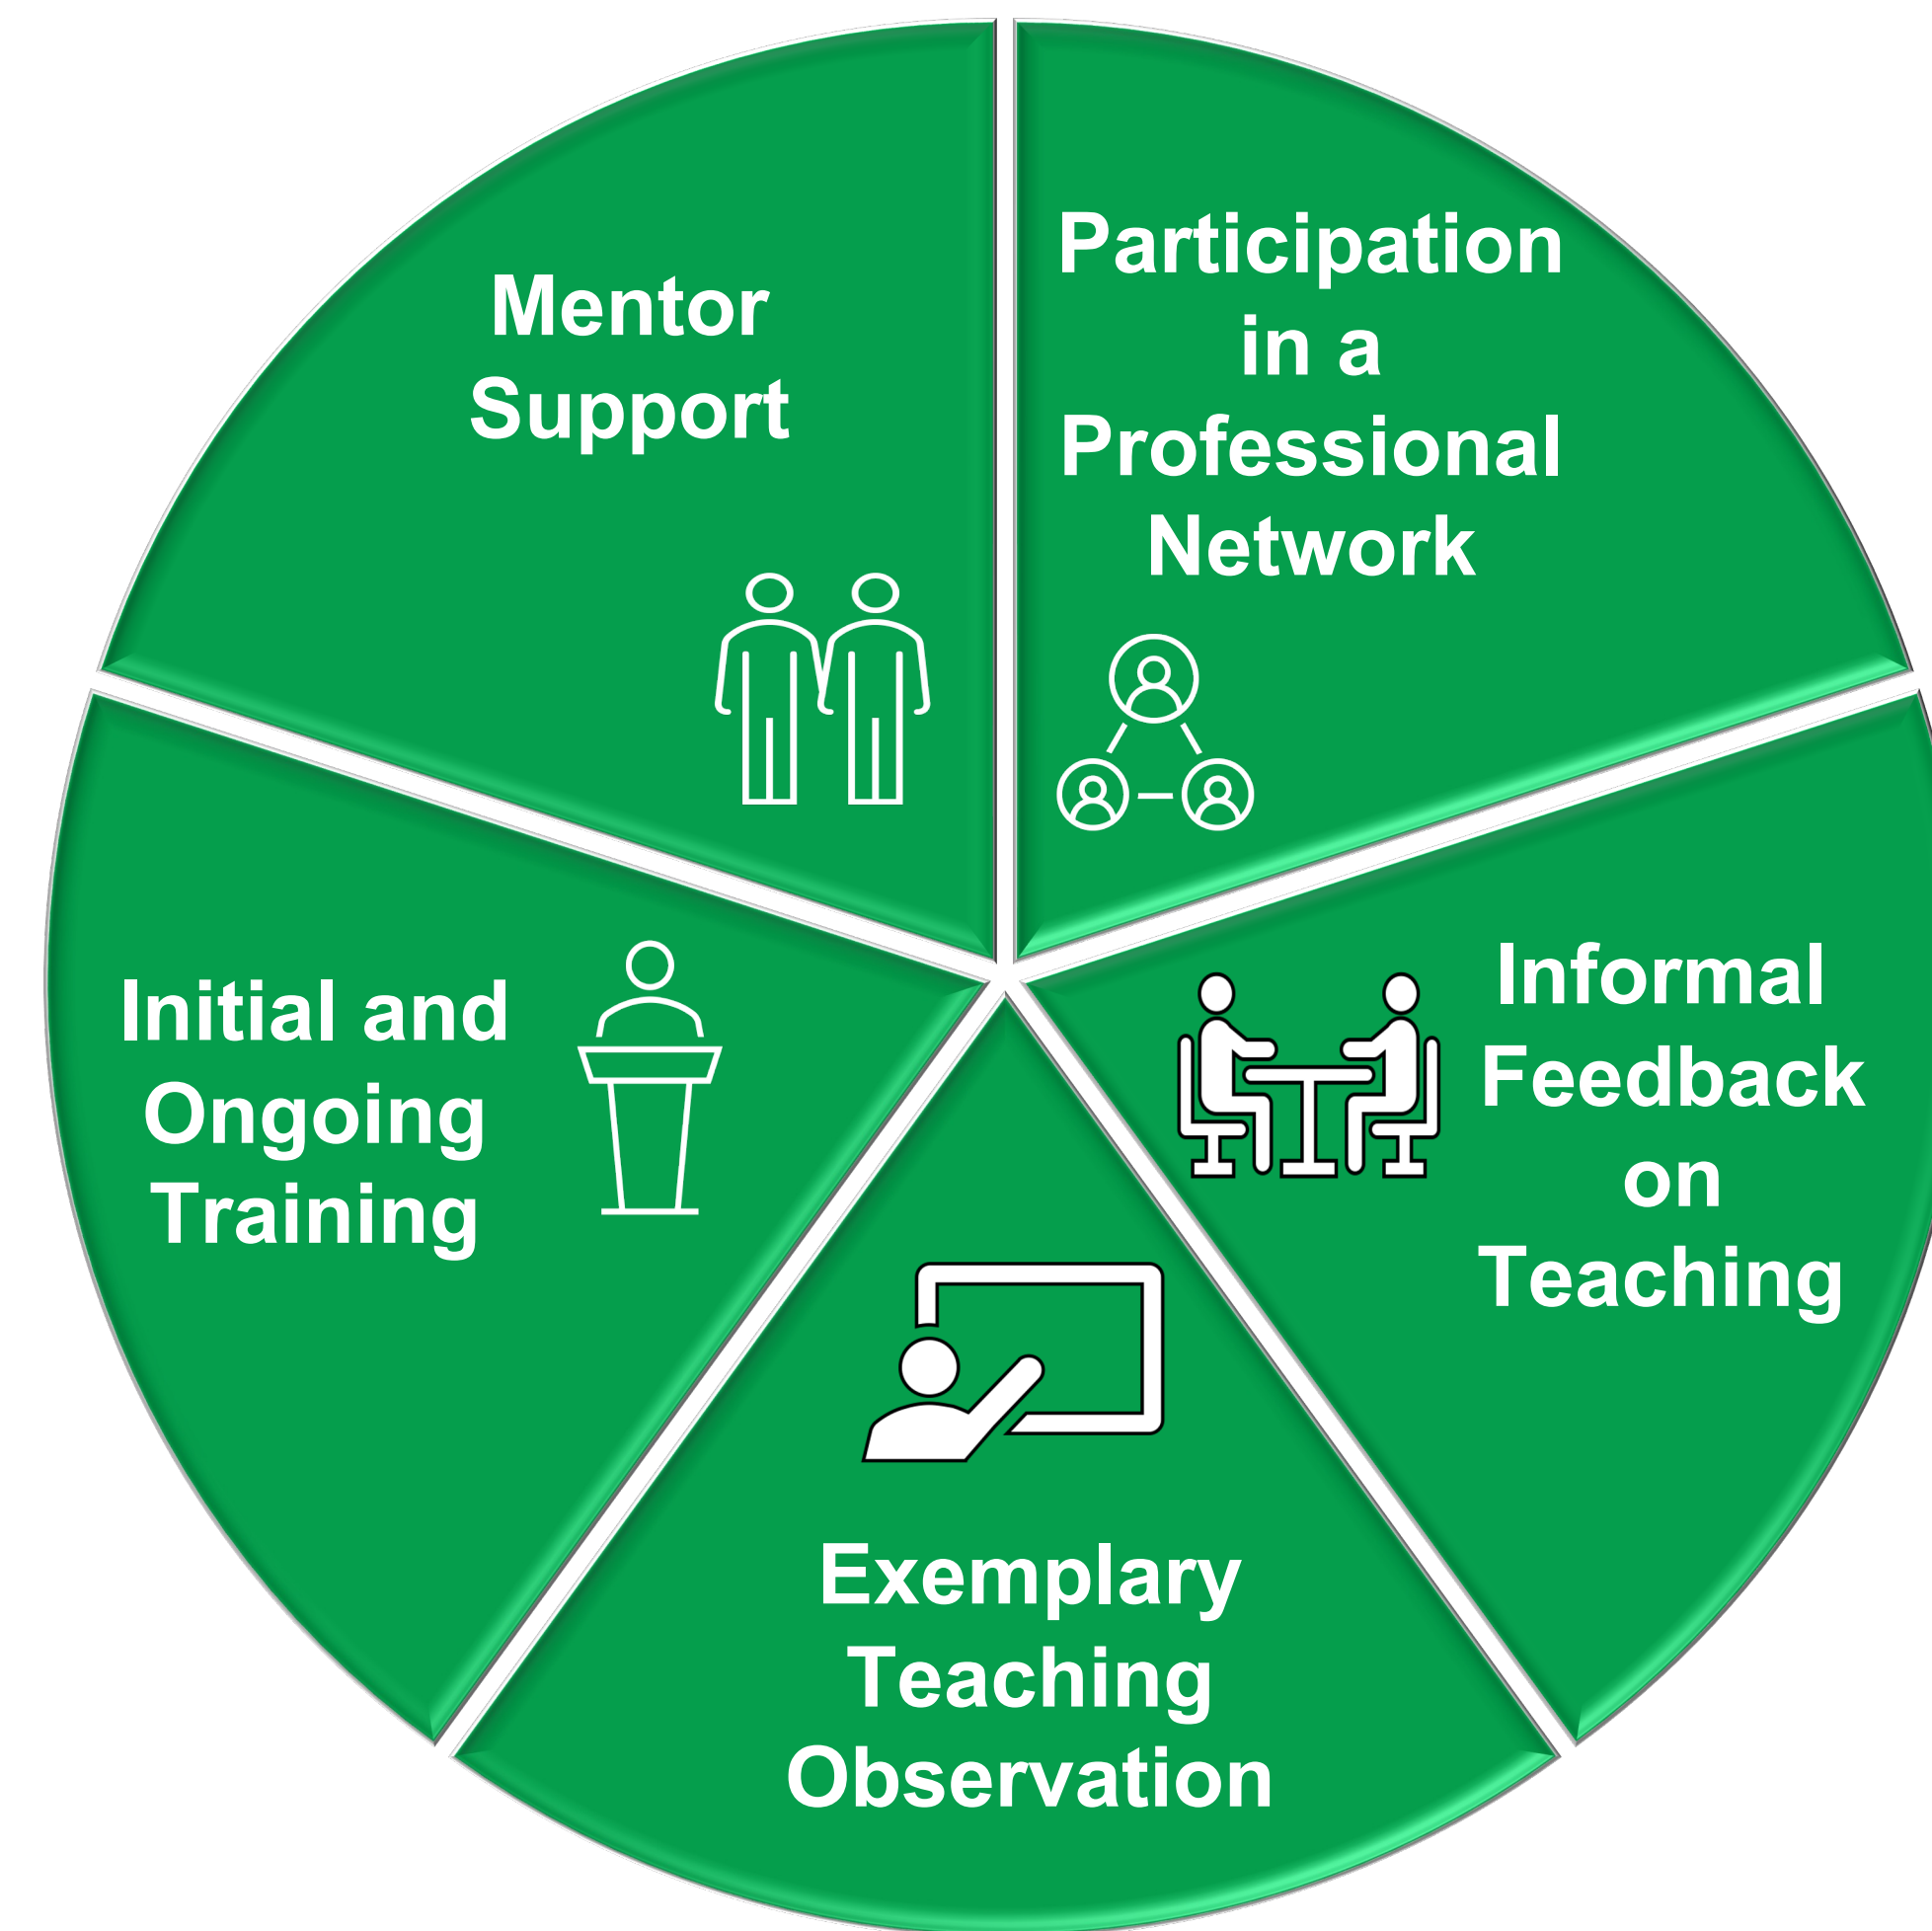 Mentor
Support
Participation
in a
Professional
Network
Informal
Feedback
on
Teaching
Exemplary
Teaching
Observation
Initial and
Ongoing
Training